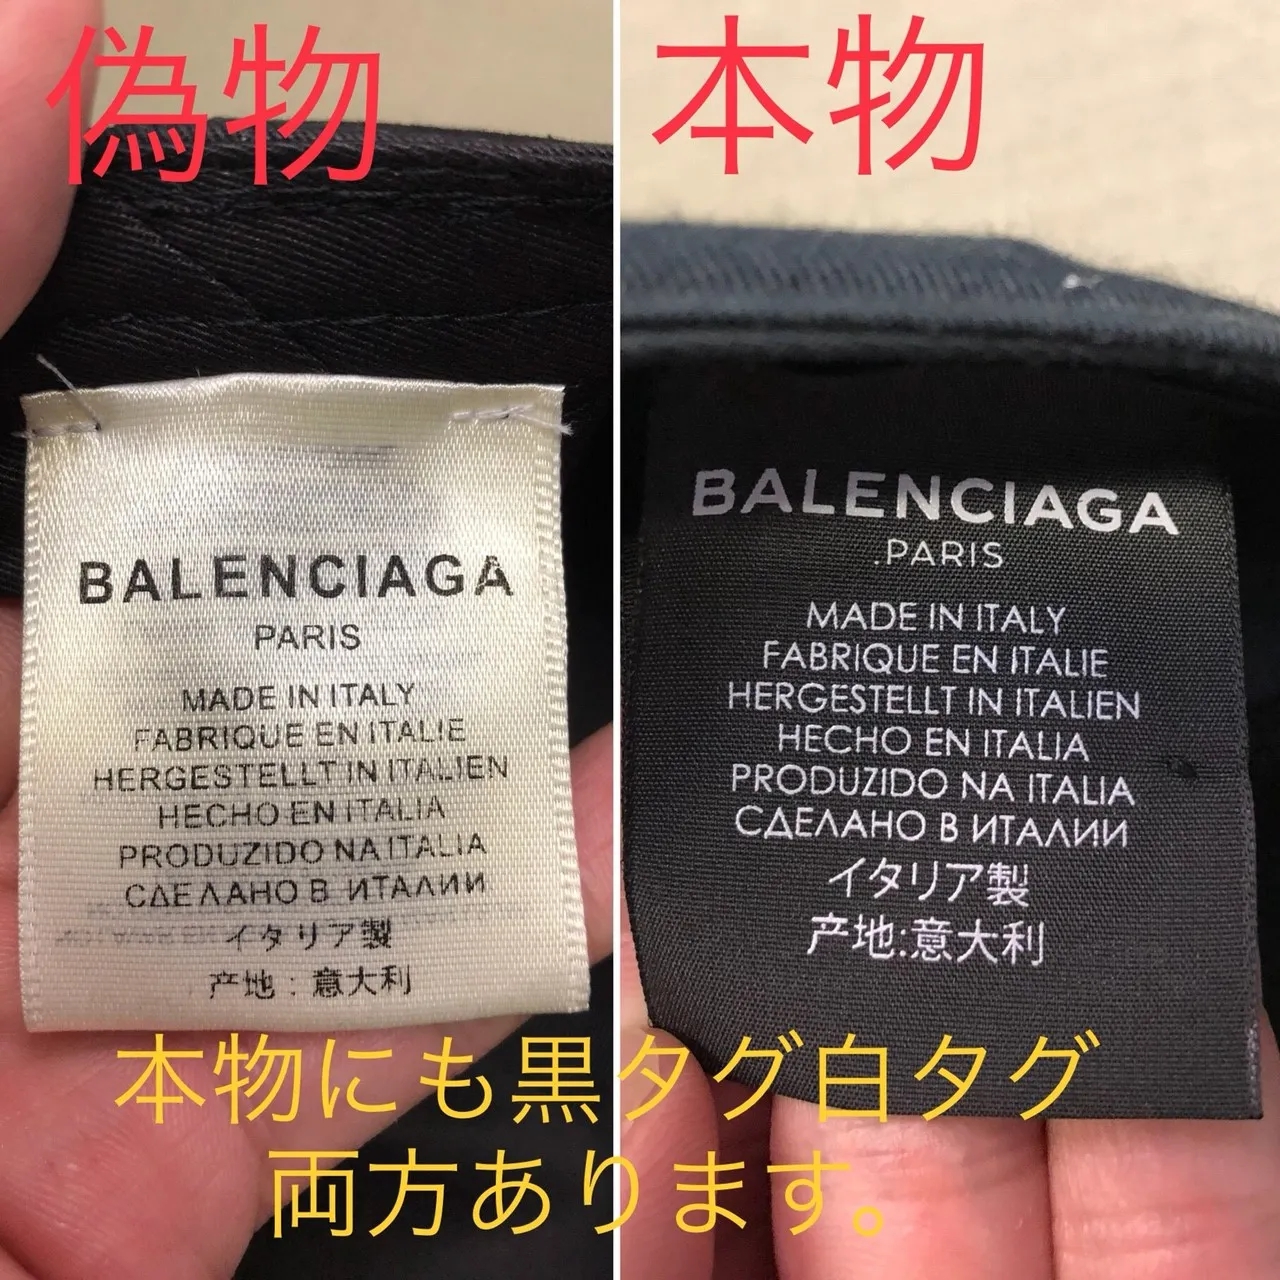 偽物
BALENCIAGA
PARIS
MADE IN ITALY
FABRIQUE EN ITALIE
HERGESTELLT IN ITALIEN
HECHO EN ITALIA
PRODUZIDO NA ITALIA
СДЕЛАНО В ИТАЛИИ
イタリア製
产地:意大利
本物
BALENCIAGA
.PARIS
MADE IN ITALY
FABRIQUE EN ITALIE
HERGESTELLT IN ITALIEN
HECHO EN ITALIA
PRODUZIDO NA ITALIA
СДЕЛАНО В ИТАЛИИ
イタリア製
产地:意大利
本物にも黒タグ白タグ
両方あります。